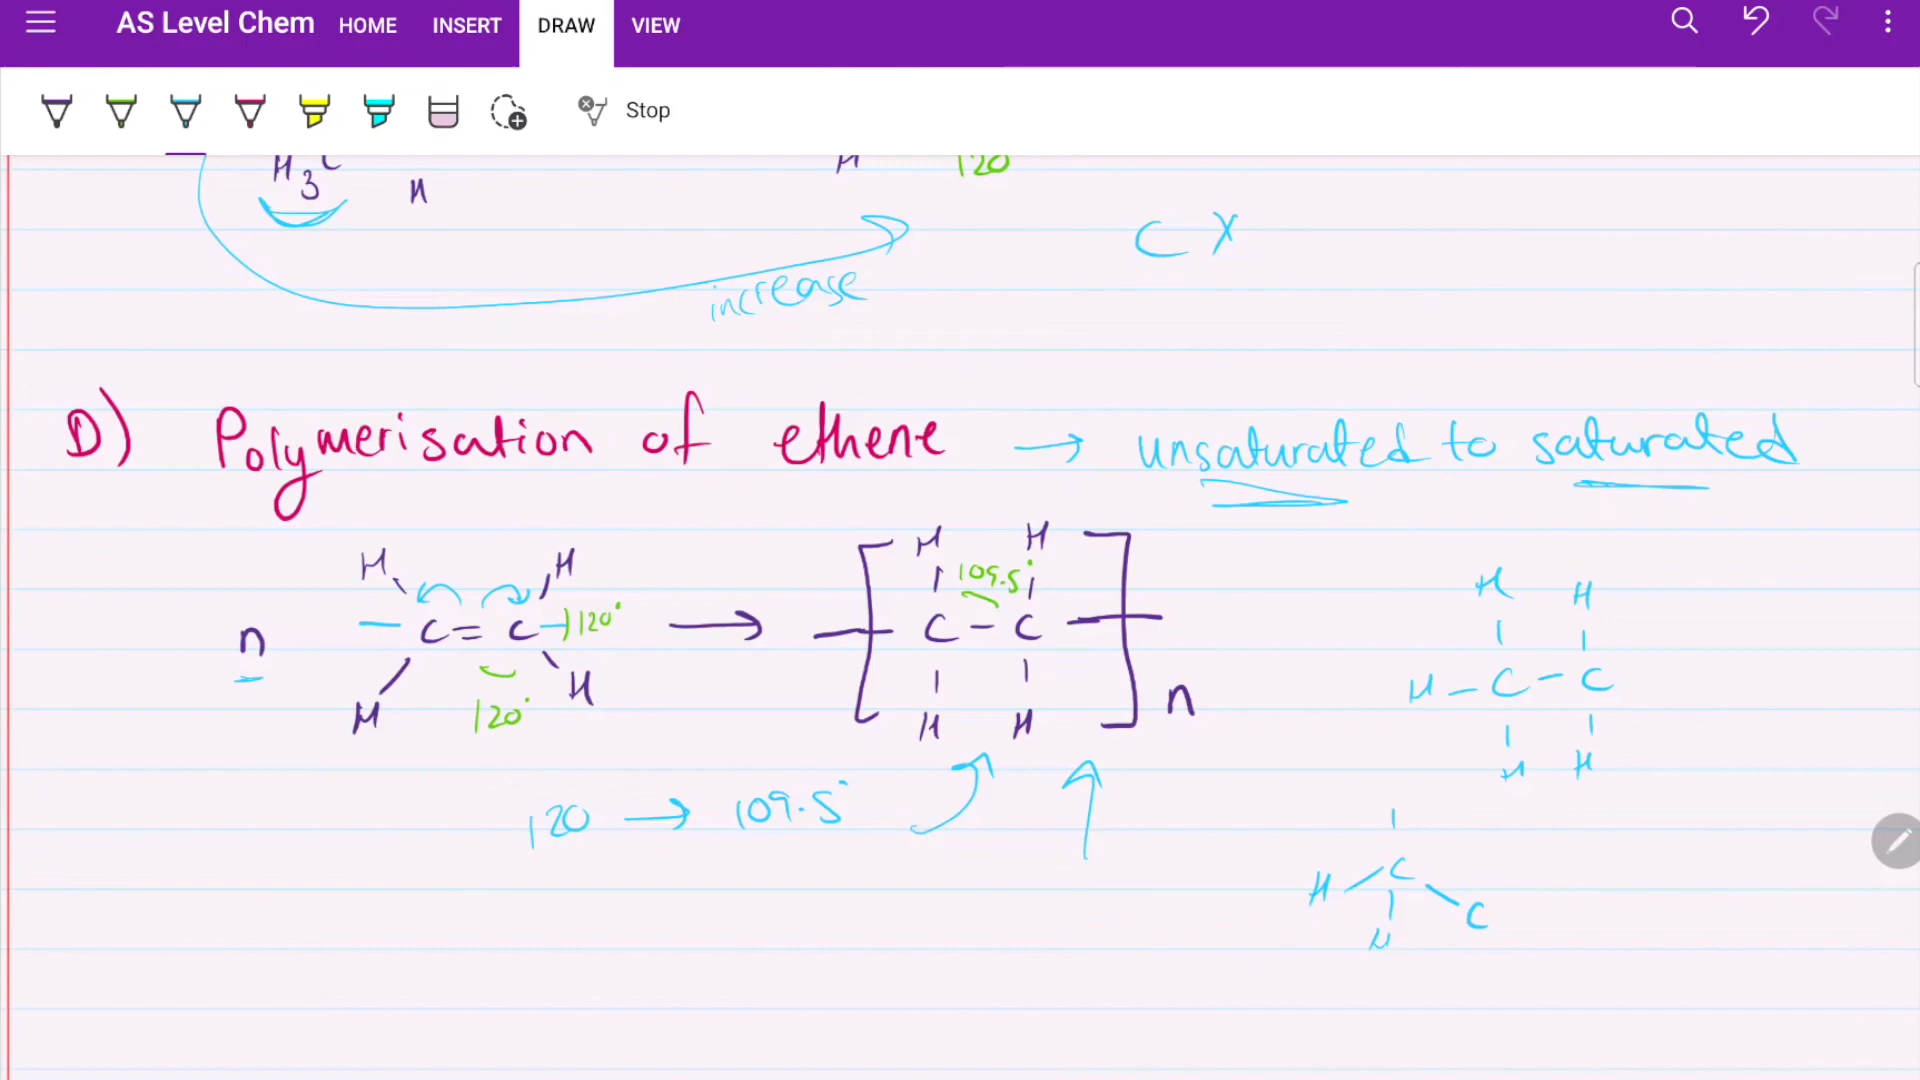 AS Level Chem HOME INSERT DRAW VIEW
Stop
H₃C
H
H
120
C X
increase
D) Polymerisation of ethene → unsaturated to saturated
H H
H H
109.5°
H H
n C = C 120° → C - C
H - C - C
H H
120°
n
H H
H H
120 → 109.5°
H C
H C